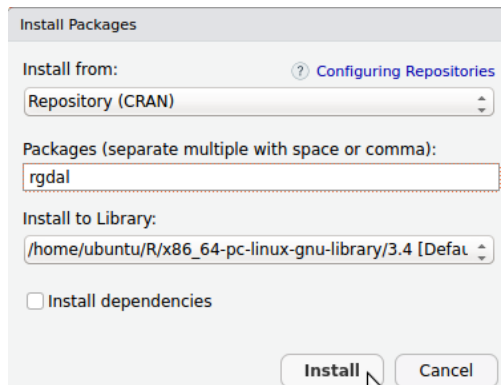 Install Packages
Install from:
? Configuring Repositories
Repository (CRAN)
Packages (separate multiple with space or comma):
rgdal
Install to Library:
/home/ubuntu/R/x86_64-pc-linux-gnu-library/3.4 [Defau
Install dependencies
Install
Cancel